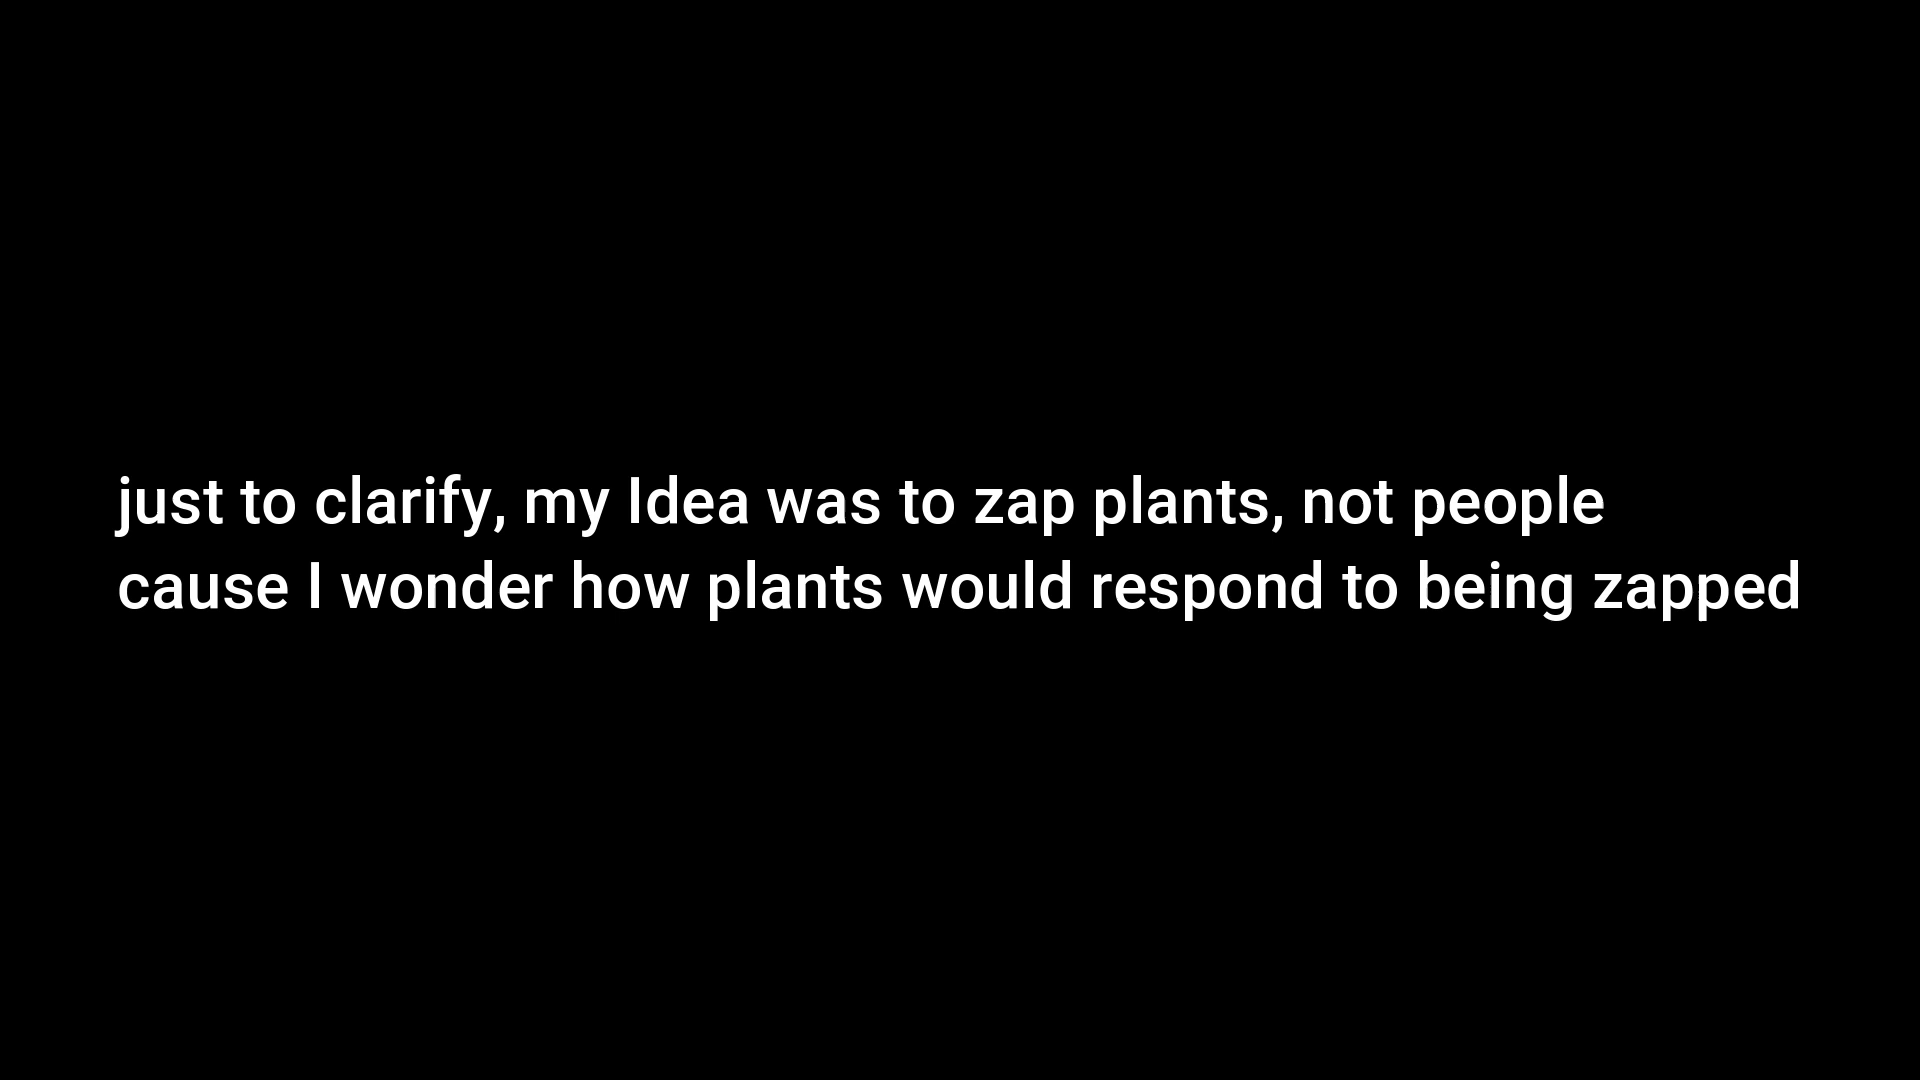 just to clarify, my Idea was to zap plants, not people
cause I wonder how plants would respond to being zapped